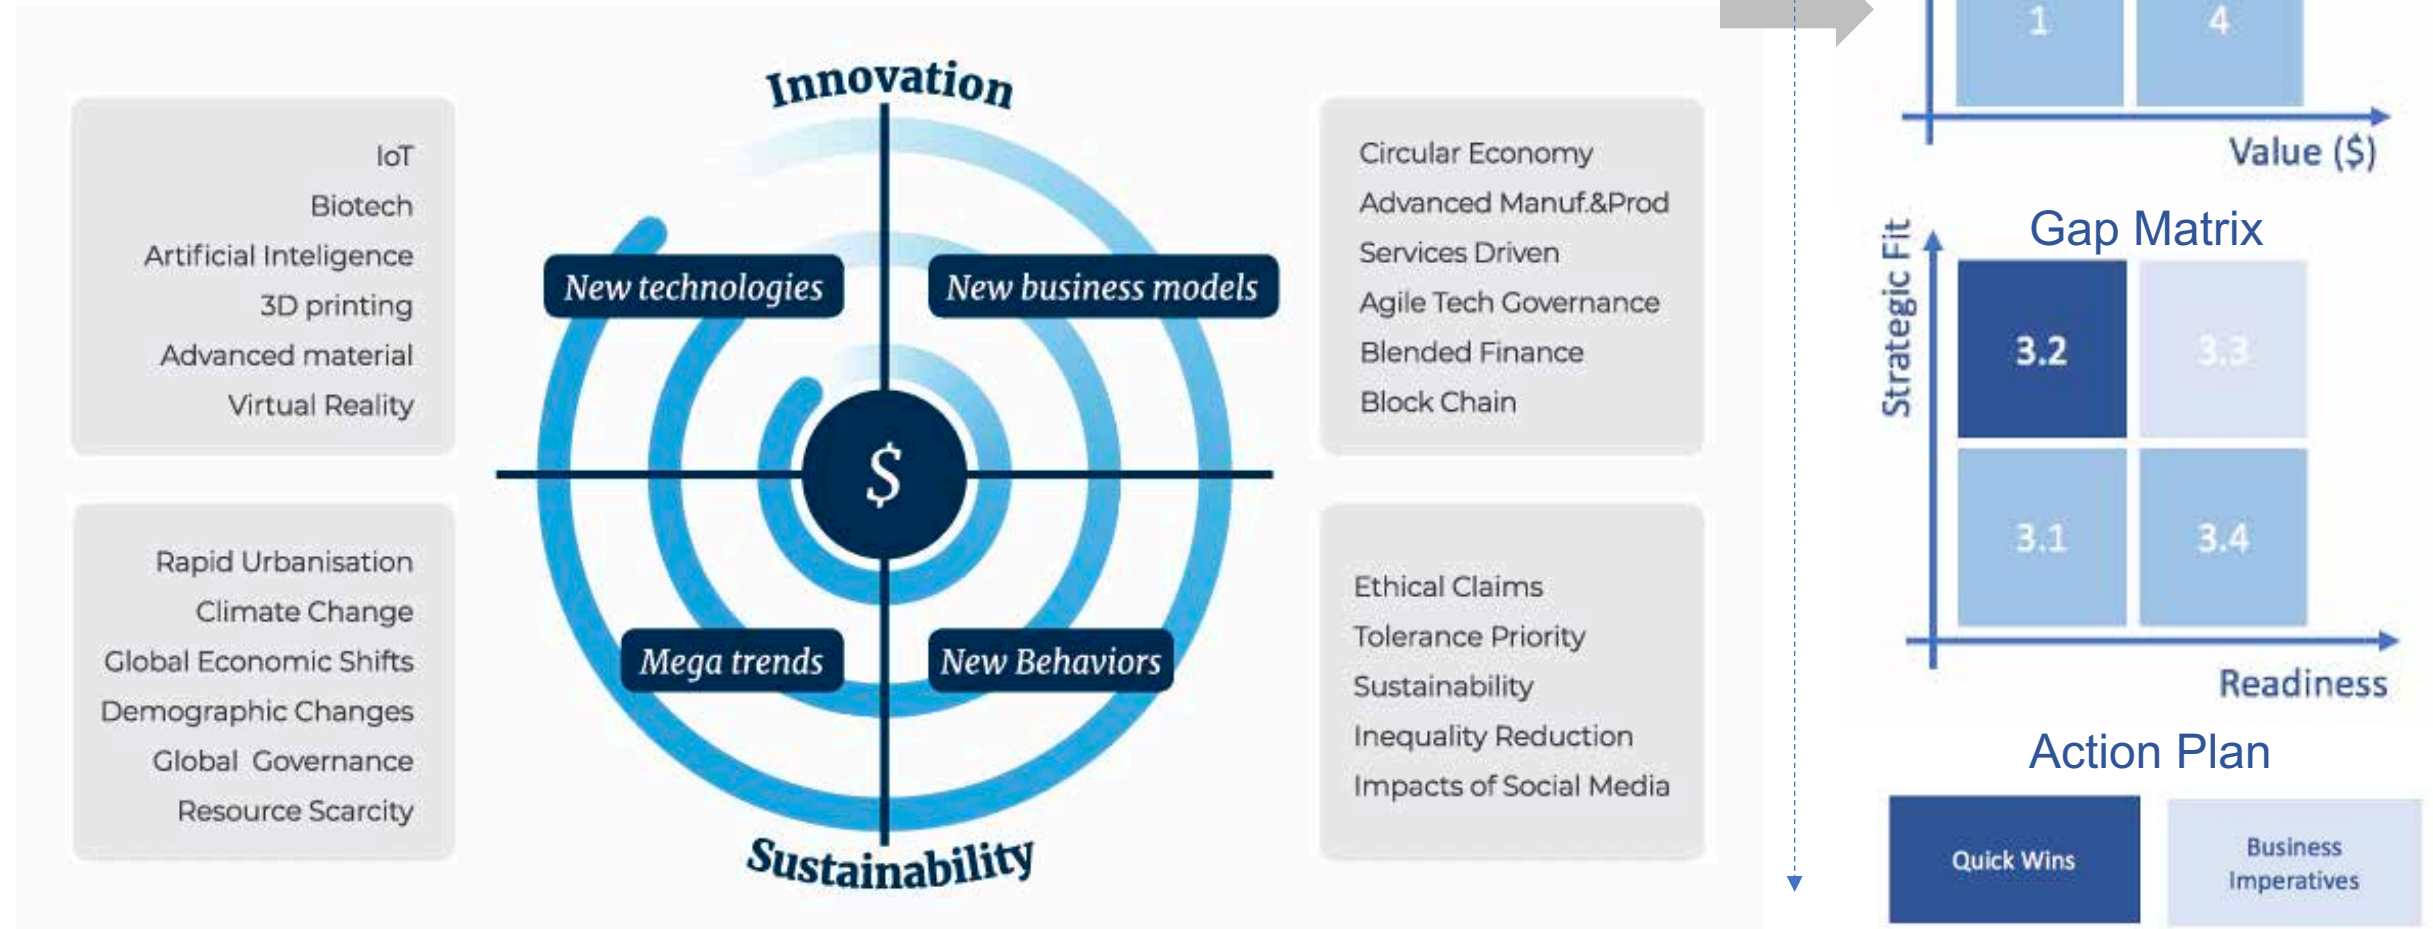 Innovation
IoT
Biotech
Artificial Inteligence
3D printing
Advanced material
Virtual Reality
New technologies
New business models
Circular Economy
Advanced Manuf.&Prod
Services Driven
Agile Tech Governance
Blended Finance
Block Chain
$
Rapid Urbanisation
Climate Change
Global Economic Shifts
Demographic Changes
Global Governance
Resource Scarcity
Mega trends
New Behaviors
Ethical Claims
Tolerance Priority
Sustainability
Inequality Reduction
Impacts of Social Media
Sustainability
1
4
Value ($)
Gap Matrix
Strategic Fit
3.2
3.3
3.1
3.4
Readiness
Action Plan
Quick Wins
Business
Imperatives